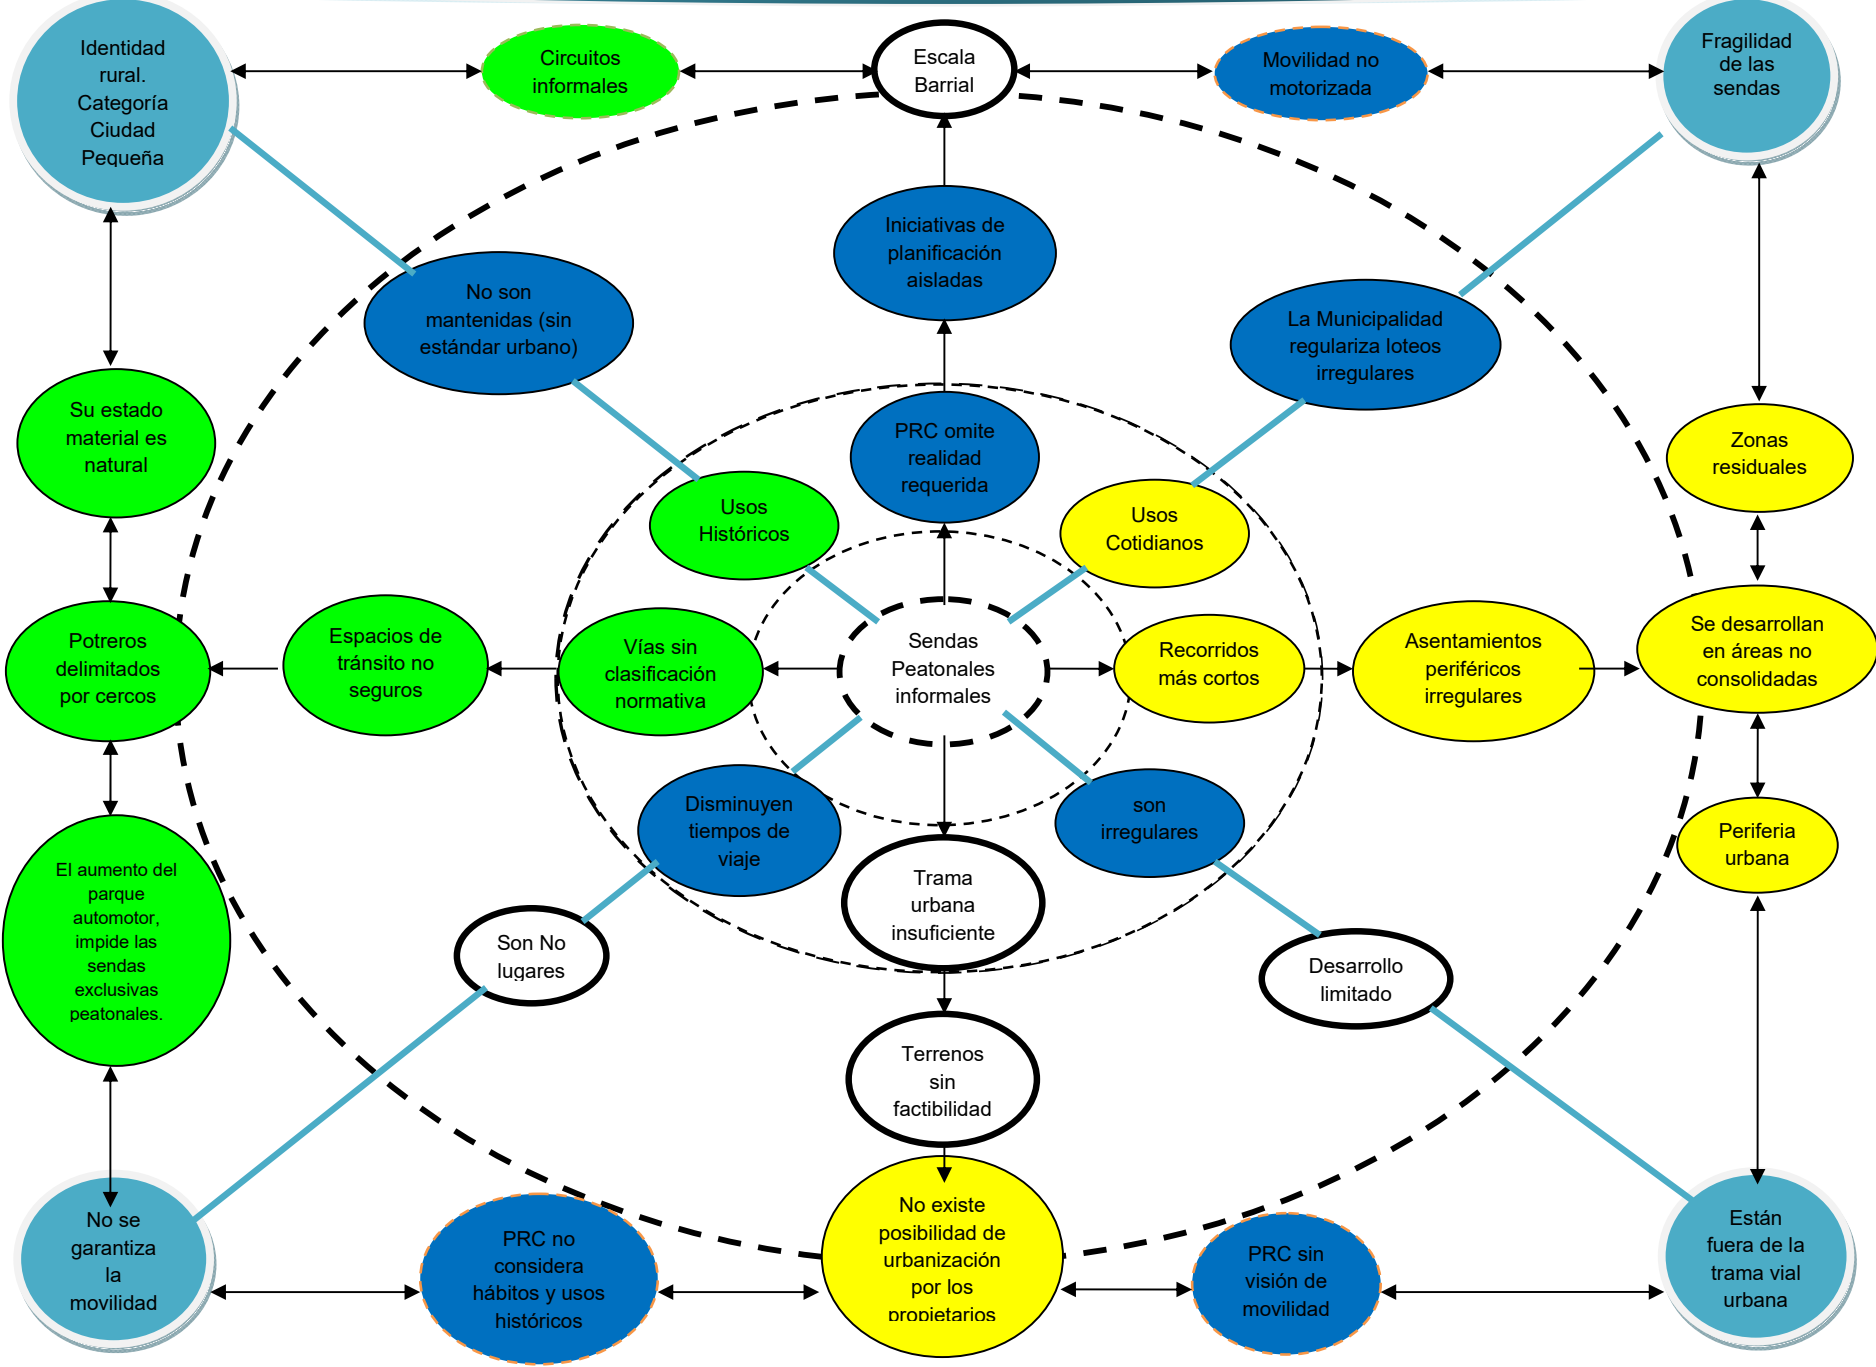 Identidad
rural.
Categoría
Ciudad
Pequeña
Circuitos
informales
Escala
Barrial
Movilidad no
motorizada
Fragilidad
de las
sendas
Iniciativas de
planificación
aisladas
No son
mantenidas (sin
estándar urbano)
La Municipalidad
regulariza loteos
irregulares
Su estado
material es
natural
PRC omite
realidad
requerida
Zonas
residuales
Usos
Históricos
Usos
Cotidianos
Potreros
delimitados
por cercos
Espacios de
tránsito no
seguros
Vías sin
clasificación
normativa
Sendas
Peatonales
informales
Recorridos
más cortos
Asentamientos
periféricos
irregulares
Se desarrollan
en áreas no
consolidadas
Disminuyen
tiempos de
viaje
son
irregulares
Periferia
urbana
El aumento del
parque
automotor,
impide las
sendas
exclusivas
peatonales.
Trama
urbana
insuficiente
Son No
lugares
Desarrollo
limitado
Terrenos
sin
factibilidad
No se
garantiza
la
movilidad
PRC no
considera
hábitos y usos
históricos
No existe
posibilidad de
urbanización
por los
propietarios
PRC sin
visión de
movilidad
Están
fuera de la
trama vial
urbana